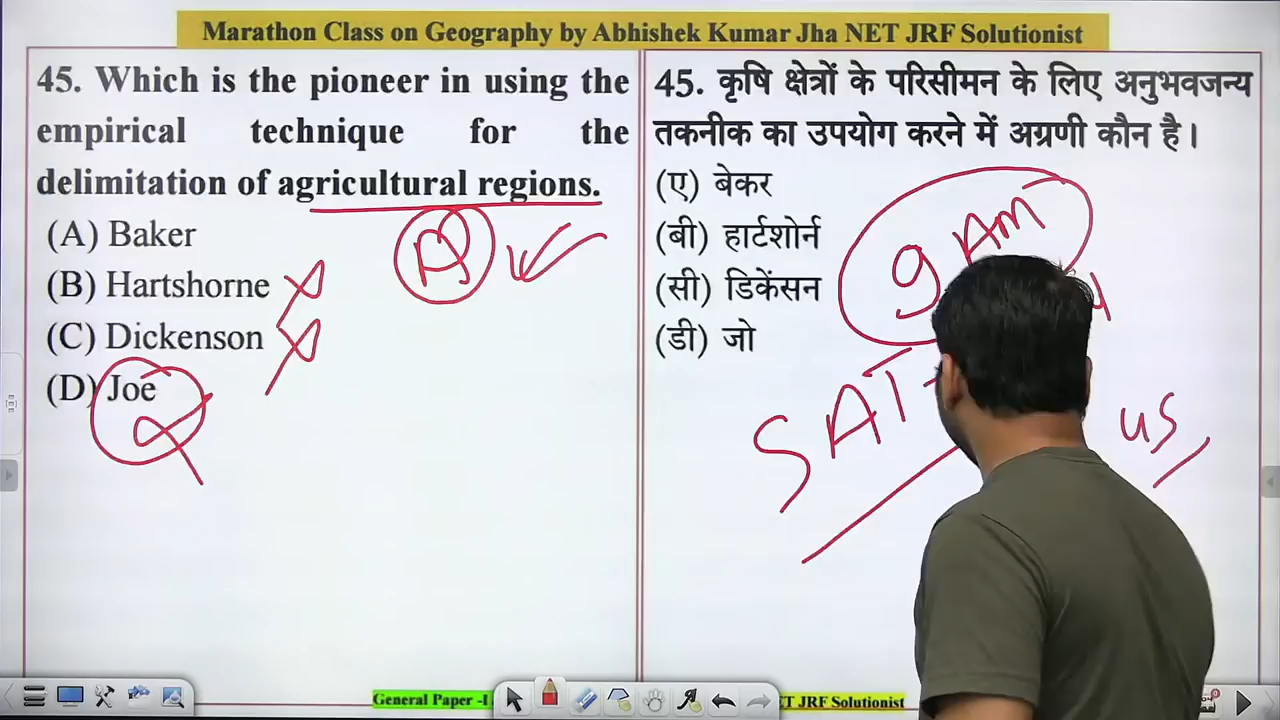 Marathon Class on Geography by Abhishek Kumar Jha NET JRF Solutionist
45. Which is the pioneer in using the
empirical technique for the
delimitation of agricultural regions.
(A) Baker
(B) Hartshorne
(C) Dickenson
(D) Joe
45. कृषि क्षेत्रों के परिसीमन के लिए अनुभवजन्य
तकनीक का उपयोग करने में अग्रणी कौन है।
(ए) बेकर
(बी) हार्टशोर्न
(सी) डिकेंसन
(डी) जो
9 AM
SAT
us
General Paper -I
NET JRF Solutionist